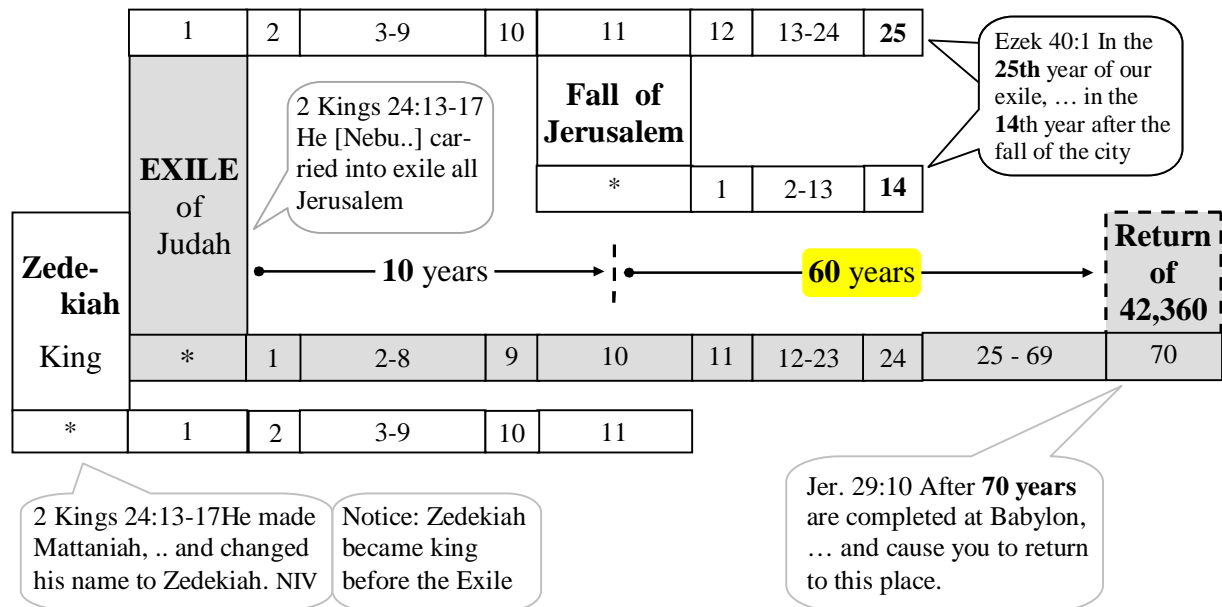 1 2 3-9 10 11 12 13-24 25
Ezek 40:1 In the
25th year of our
exile, … in the
14th year after the
fall of the city
2 Kings 24:13-17
He [Nebu..] car-
ried into exile all
Jerusalem
Fall of
Jerusalem
* 1 2-13 14
EXILE
of
Judah
Zede-
kiah
King
10 years
60 years
Return
of
42,360
* 1 2-8 9 10 11 12-23 24 25 - 69 70
* 1 2 3-9 10 11
2 Kings 24:13-17He made
Mattaniah, .. and changed
his name to Zedekiah. NIV
Notice: Zedekiah
became king
before the Exile
Jer. 29:10 After 70 years
are completed at Babylon,
… and cause you to return
to this place.